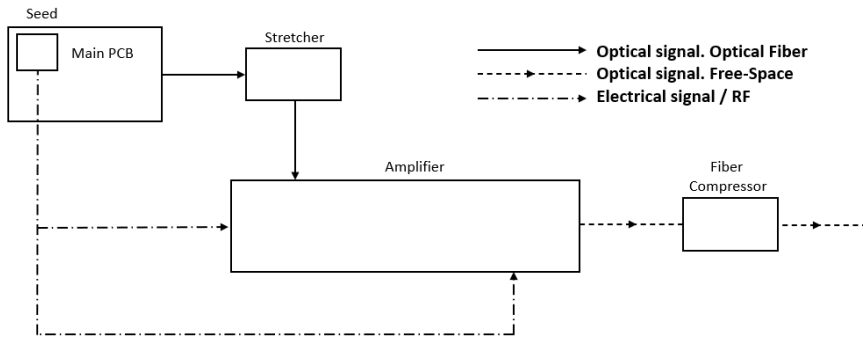 Seed
Main PCB
Stretcher
Optical signal. Optical Fiber
Optical signal. Free-Space
Electrical signal / RF
Amplifier
Fiber
Compressor